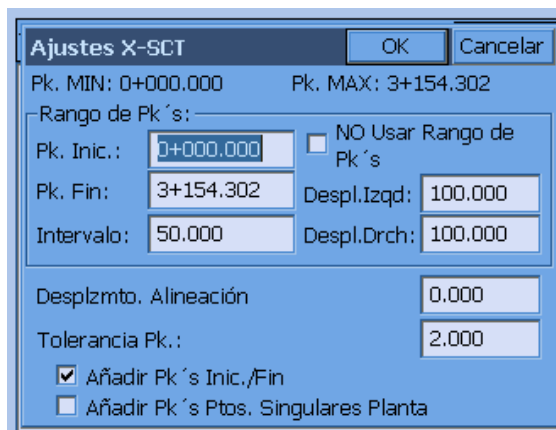 Ajustes X-SCT OK Cancelar
Pk. MIN: 0+000.000 Pk. MAX: 3+154.302
Rango de Pk´s:
Pk. Inic.: 0+000.000 NO Usar Rango de
Pk´s
Pk. Fin: 3+154.302 Despl.Izqd: 100.000
Intervalo: 50.000 Despl.Drch: 100.000
Desplzmto. Alineación 0.000
Tolerancia Pk.: 2.000
Añadir Pk´s Inic./Fin
Añadir Pk´s Ptos. Singulares Planta